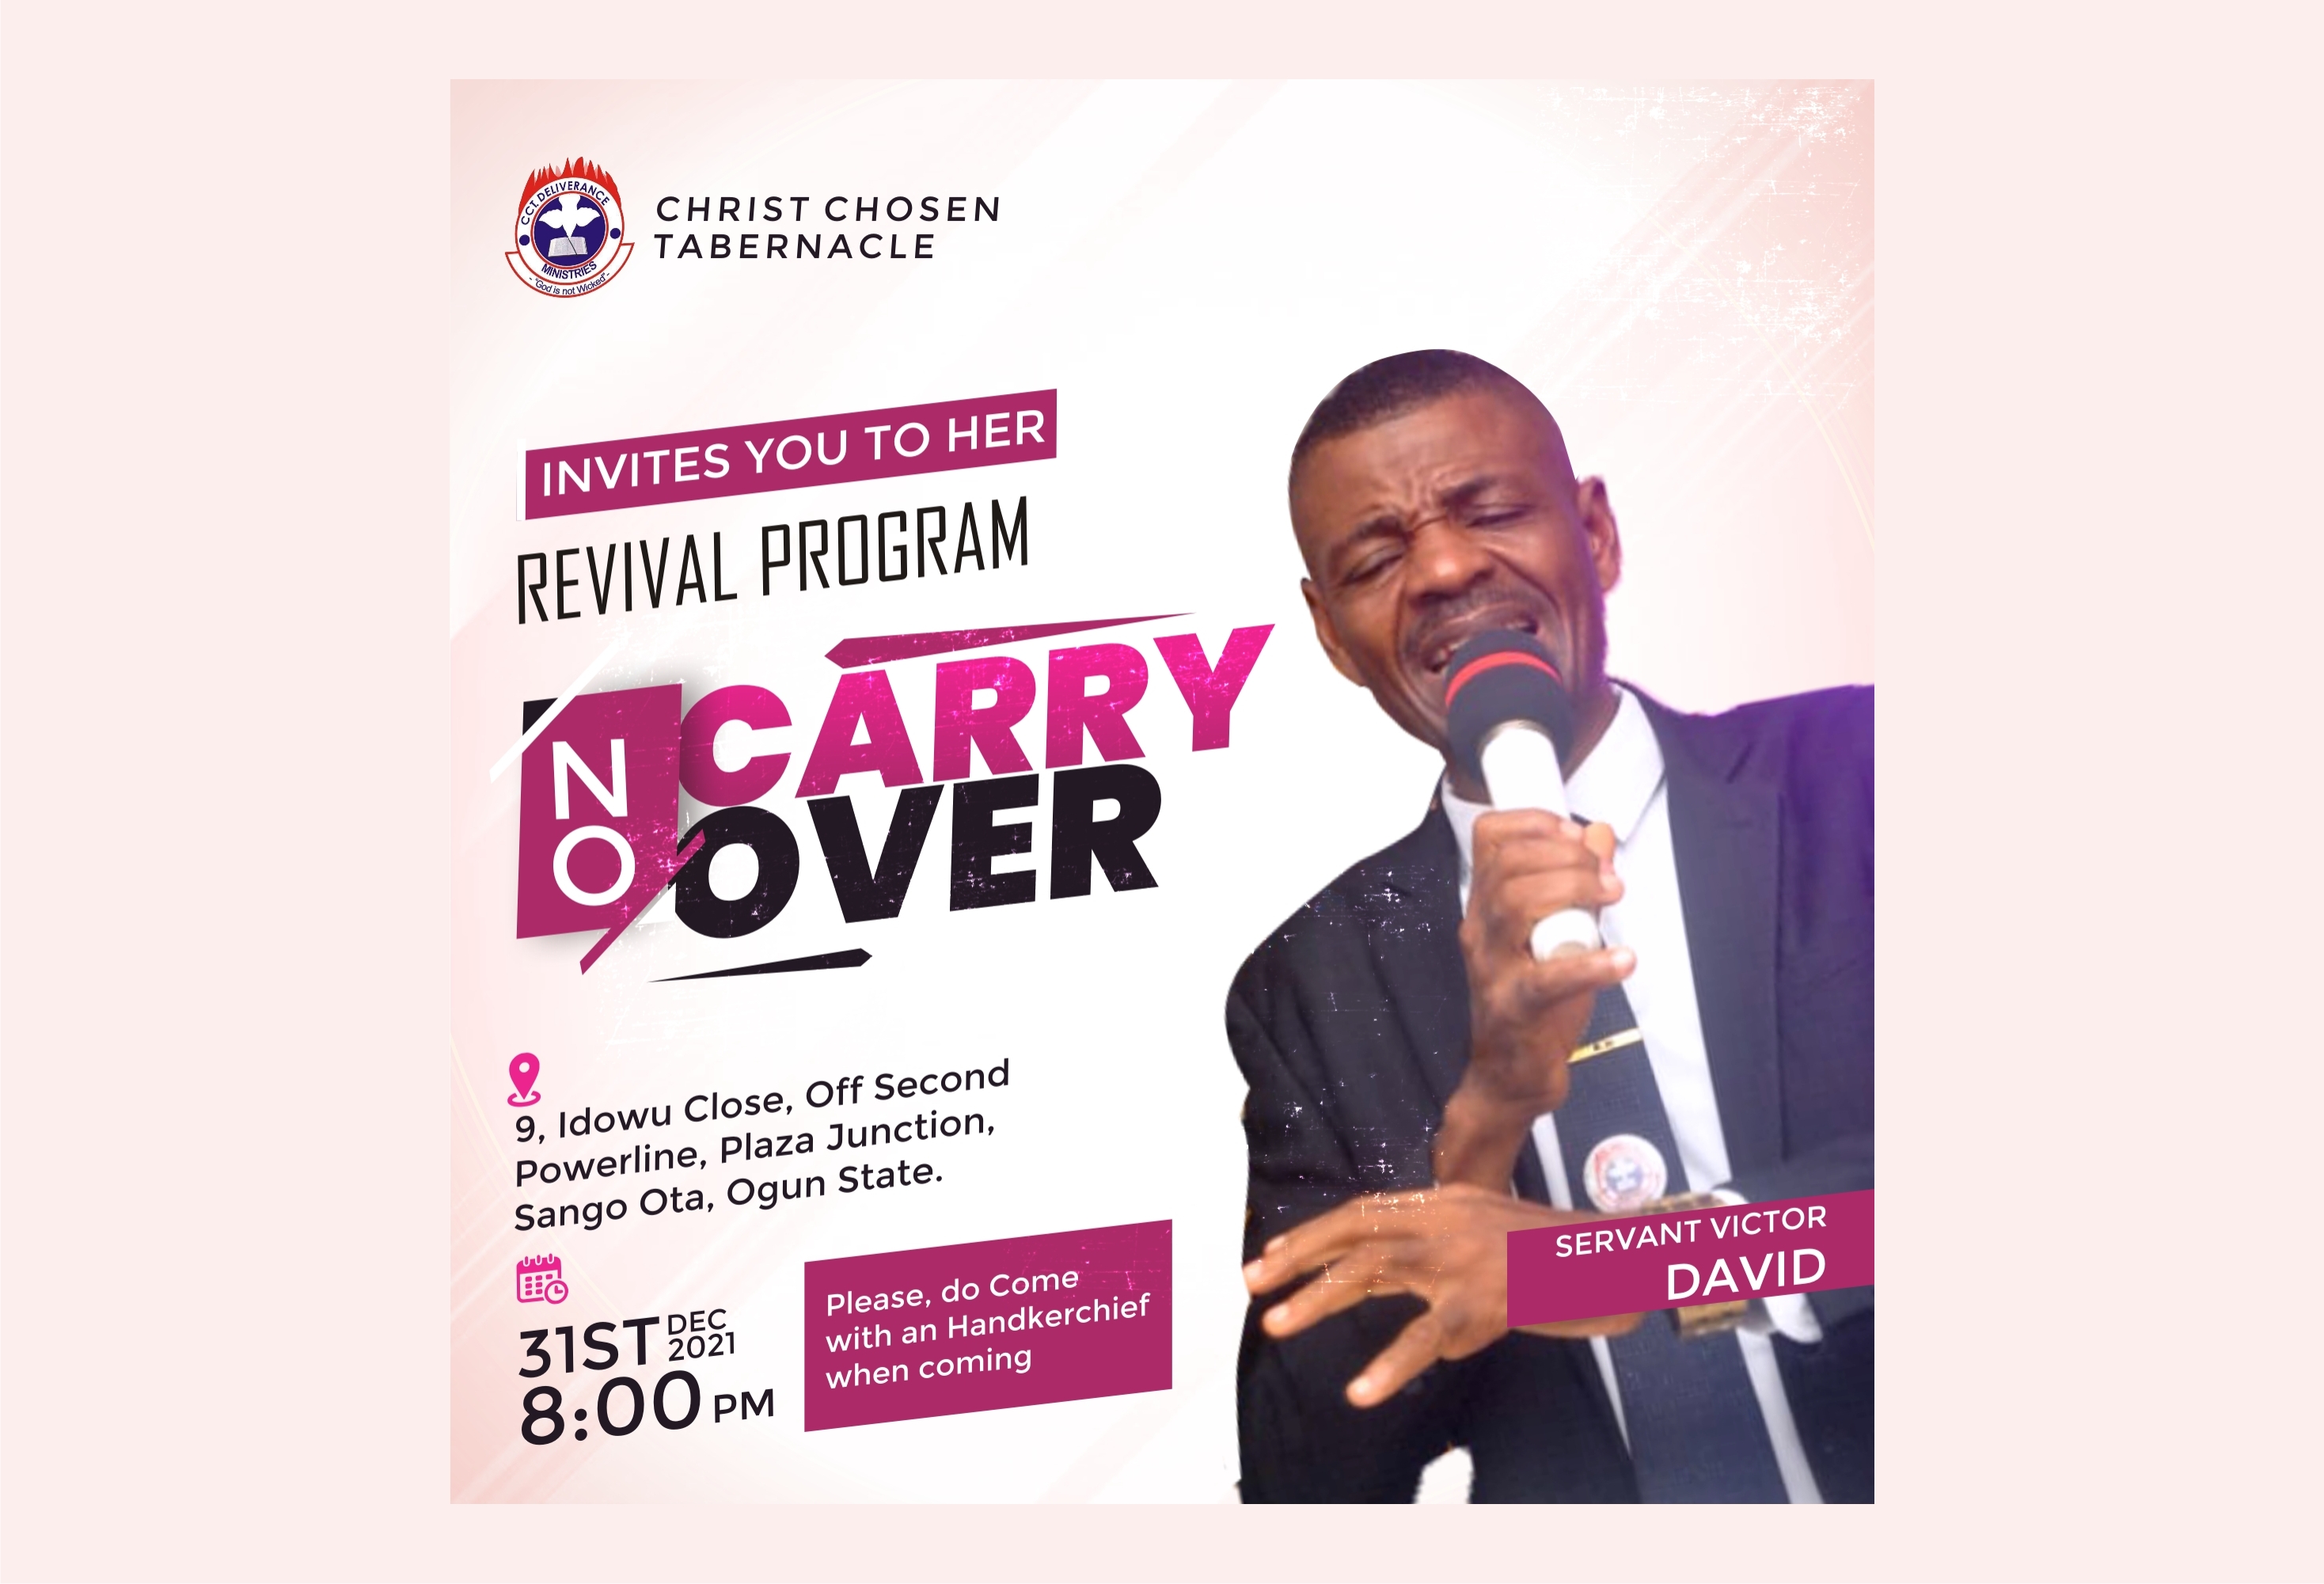 C.C.T. DELIVERANCE
MINISTRIES
- "God is not Wicked" -
CHRIST CHOSEN
TABERNACLE
INVITES YOU TO HER
REVIVAL PROGRAM
NO
CARRY
OVER
9, Idowu Close, Off Second
Powerline, Plaza Junction,
Sango Ota, Ogun State.
31ST DEC 2021
8:00 PM
Please, do Come
with an Handkerchief
when coming
SERVANT VICTOR
DAVID